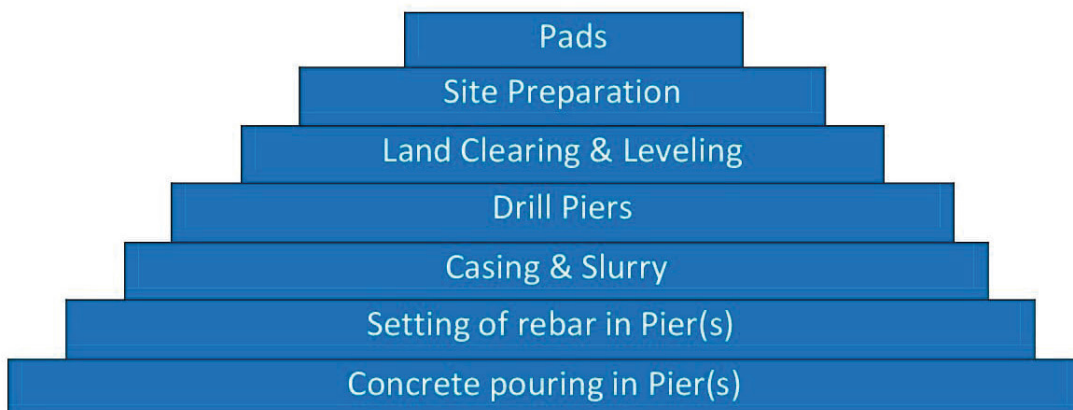 Pads
Site Preparation
Land Clearing & Leveling
Drill Piers
Casing & Slurry
Setting of rebar in Pier(s)
Concrete pouring in Pier(s)